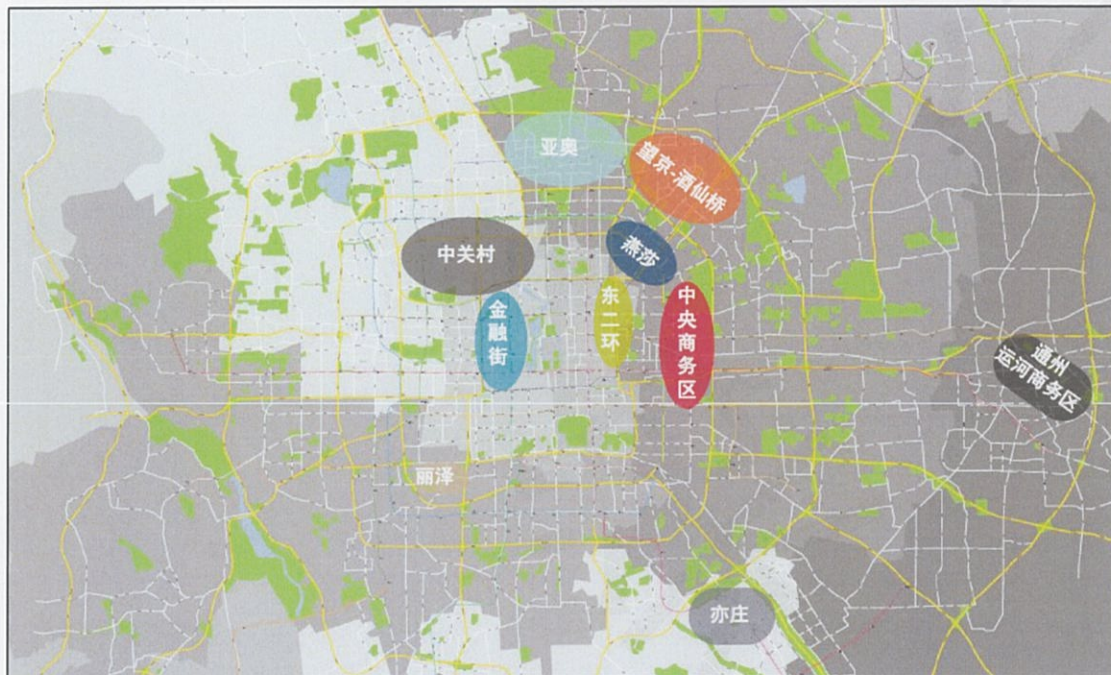 亚奥
望京-酒仙桥
中关村
燕莎
金融街
东二环
中央商务区
通州
运河商务区
丽泽
亦庄